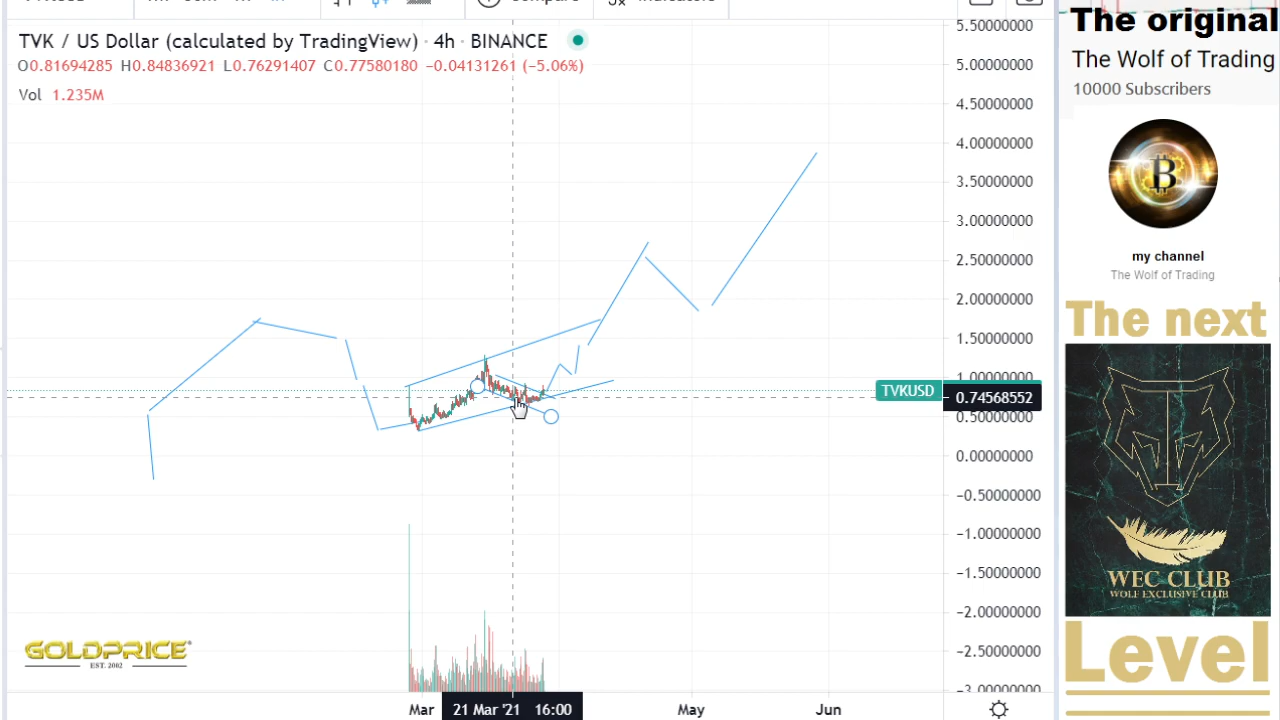 Compare
Indicators
TVK / US Dollar (calculated by TradingView) · 4h · BINANCE
O0.81694285 H0.84836921 L0.76291407 C0.77580180 −0.04131261 (−5.06%)
Vol 1.235M
5.50000000
5.00000000
4.50000000
4.00000000
3.50000000
3.00000000
2.50000000
2.00000000
1.50000000
1.00000000
TVKUSD
0.74568552
0.50000000
0.00000000
−0.50000000
−1.00000000
−1.50000000
−2.00000000
−2.50000000
−3.00000000
Mar
21 Mar '21 16:00
May
Jun
GOLDPRICE®
EST. 2002
The original
The Wolf of Trading
10000 Subscribers
B
my channel
The Wolf of Trading
The next
WEC CLUB
WOLF EXCLUSIVE CLUB
Level